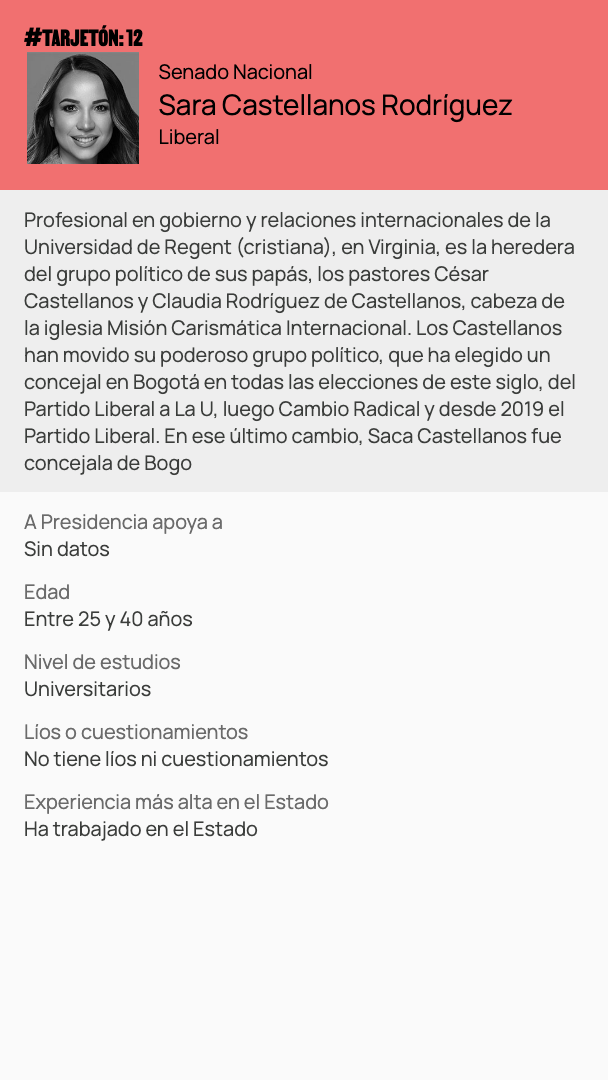 #TARJETÓN: 12
Senado Nacional
Sara Castellanos Rodríguez
Liberal
Profesional en gobierno y relaciones internacionales de la
Universidad de Regent (cristiana), en Virginia, es la heredera
del grupo político de sus papás, los pastores César
Castellanos y Claudia Rodríguez de Castellanos, cabeza de
la iglesia Misión Carismática Internacional. Los Castellanos
han movido su poderoso grupo político, que ha elegido un
concejal en Bogotá en todas las elecciones de este siglo, del
Partido Liberal a La U, luego Cambio Radical y desde 2019 el
Partido Liberal. En ese último cambio, Saca Castellanos fue
concejala de Bogo
A Presidencia apoya a
Sin datos
Edad
Entre 25 y 40 años
Nivel de estudios
Universitarios
Líos o cuestionamientos
No tiene líos ni cuestionamientos
Experiencia más alta en el Estado
Ha trabajado en el Estado